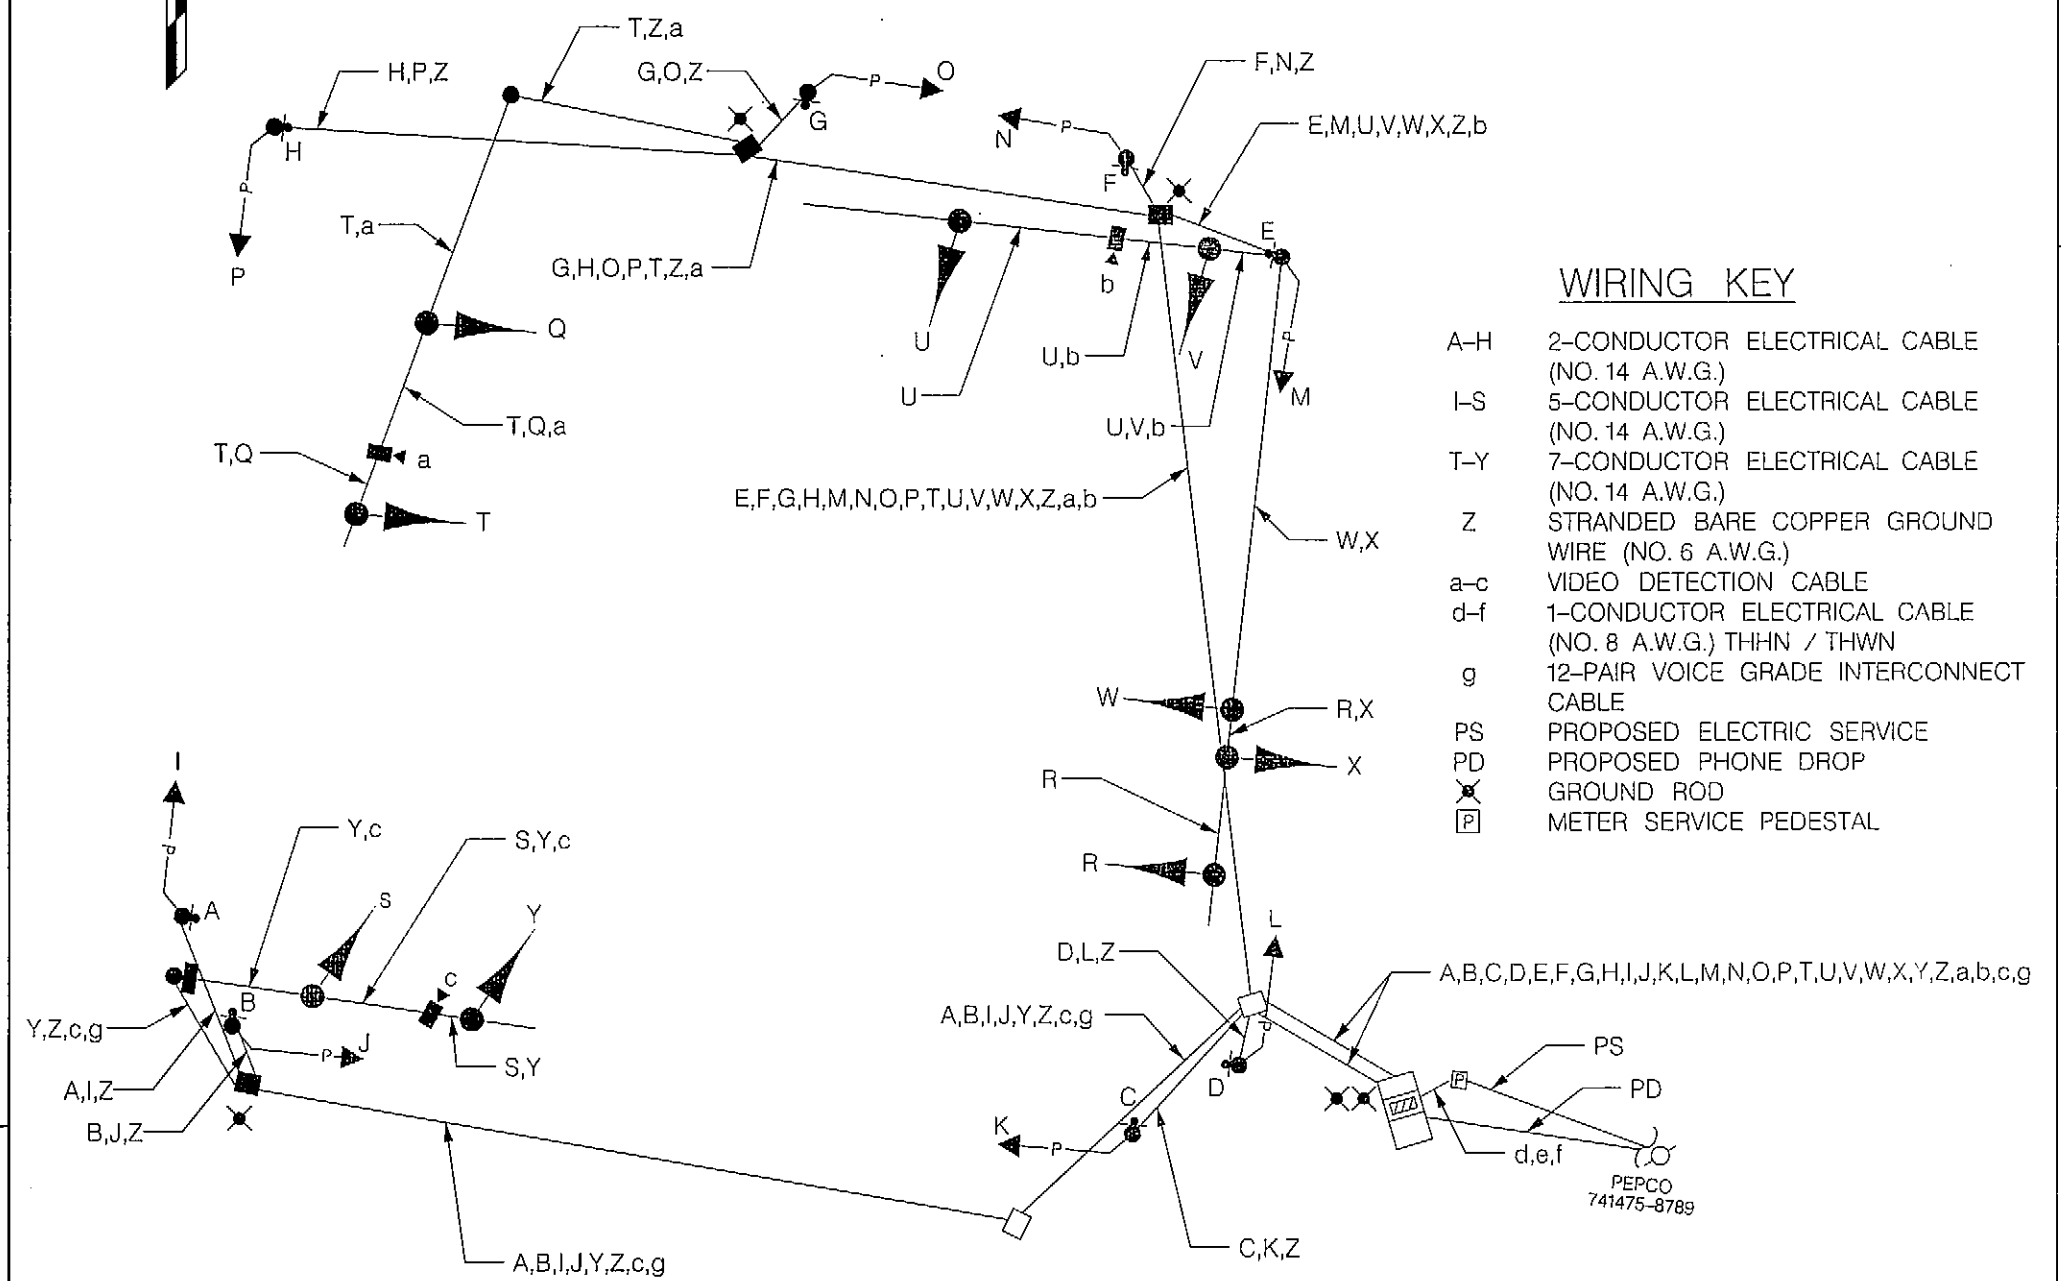 T,Z,a
H,P,Z
G,O,Z
O
F,N,Z
G
N
E,M,U,V,W,X,Z,b
H
F
P
P
P
E
T,a
G,H,O,P,T,Z,a
b
P
WIRING KEY
Q
U
U,b
V
P
M
U
T,Q,a
U,V,b
T,Q
a
T
E,F,G,H,M,N,O,P,T,U,V,W,X,Z,a,b
W,X
A-H 2-CONDUCTOR ELECTRICAL CABLE
(NO. 14 A.W.G.)
I-S 5-CONDUCTOR ELECTRICAL CABLE
(NO. 14 A.W.G.)
T-Y 7-CONDUCTOR ELECTRICAL CABLE
(NO. 14 A.W.G.)
Z STRANDED BARE COPPER GROUND
WIRE (NO. 6 A.W.G.)
a-c VIDEO DETECTION CABLE
d-f 1-CONDUCTOR ELECTRICAL CABLE
(NO. 8 A.W.G.) THHN / THWN
g 12-PAIR VOICE GRADE INTERCONNECT
CABLE
PS PROPOSED ELECTRIC SERVICE
PD PROPOSED PHONE DROP
GROUND ROD
P METER SERVICE PEDESTAL
W
R,X
X
R
R
I
P
Y,c
S,Y,c
A
S
Y
B
c
Y,Z,c,g
P
J
A,I,Z
S,Y
B,J,Z
L
D,L,Z
A,B,C,D,E,F,G,H,I,J,K,L,M,N,O,P,T,U,V,W,X,Y,Z,a,b,c,g
A,B,I,J,Y,Z,c,g
P
D
C
K
P
PS
P
PD
d,e,f
PEPCO
741475-8789
C,K,Z
A,B,I,J,Y,Z,c,g